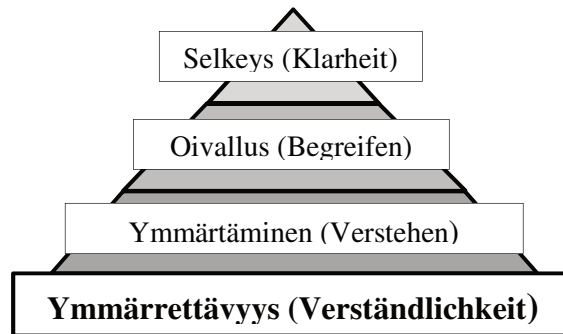 Selkeys (Klarheit)
Oivallus (Begreifen)
Ymmärtäminen (Verstehen)
Ymmärrettävyys (Verständlichkeit)